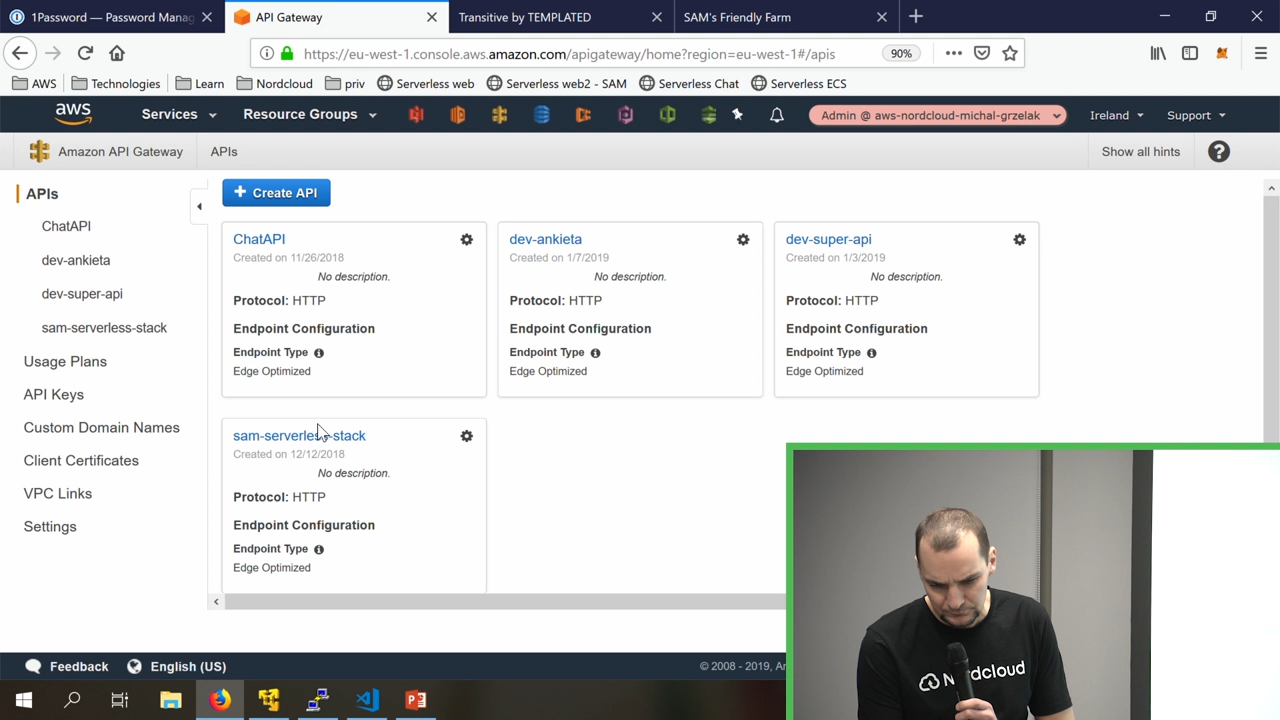 1Password — Password Manag
API Gateway
Transitive by TEMPLATED
SAM's Friendly Farm
https://eu-west-1.console.aws.amazon.com/apigateway/home?region=eu-west-1#/apis
90%
AWS
Technologies
Learn
Nordcloud
priv
Serverless web
Serverless web2 - SAM
Serverless Chat
Serverless ECS
aws
Services
Resource Groups
Admin @ aws-nordcloud-michal-grzelak
Ireland
Support
Amazon API Gateway
APIs
Show all hints
APIs
ChatAPI
dev-ankieta
dev-super-api
sam-serverless-stack
Usage Plans
API Keys
Custom Domain Names
Client Certificates
VPC Links
Settings
+ Create API
ChatAPI
Created on 11/26/2018
No description.
Protocol: HTTP
Endpoint Configuration
Endpoint Type
Edge Optimized
dev-ankieta
Created on 1/7/2019
No description.
Protocol: HTTP
Endpoint Configuration
Endpoint Type
Edge Optimized
dev-super-api
Created on 1/3/2019
No description.
Protocol: HTTP
Endpoint Configuration
Endpoint Type
Edge Optimized
sam-serverless-stack
Created on 12/12/2018
No description.
Protocol: HTTP
Endpoint Configuration
Endpoint Type
Edge Optimized
Nordcloud
Feedback
English (US)
© 2008 - 2019, Am